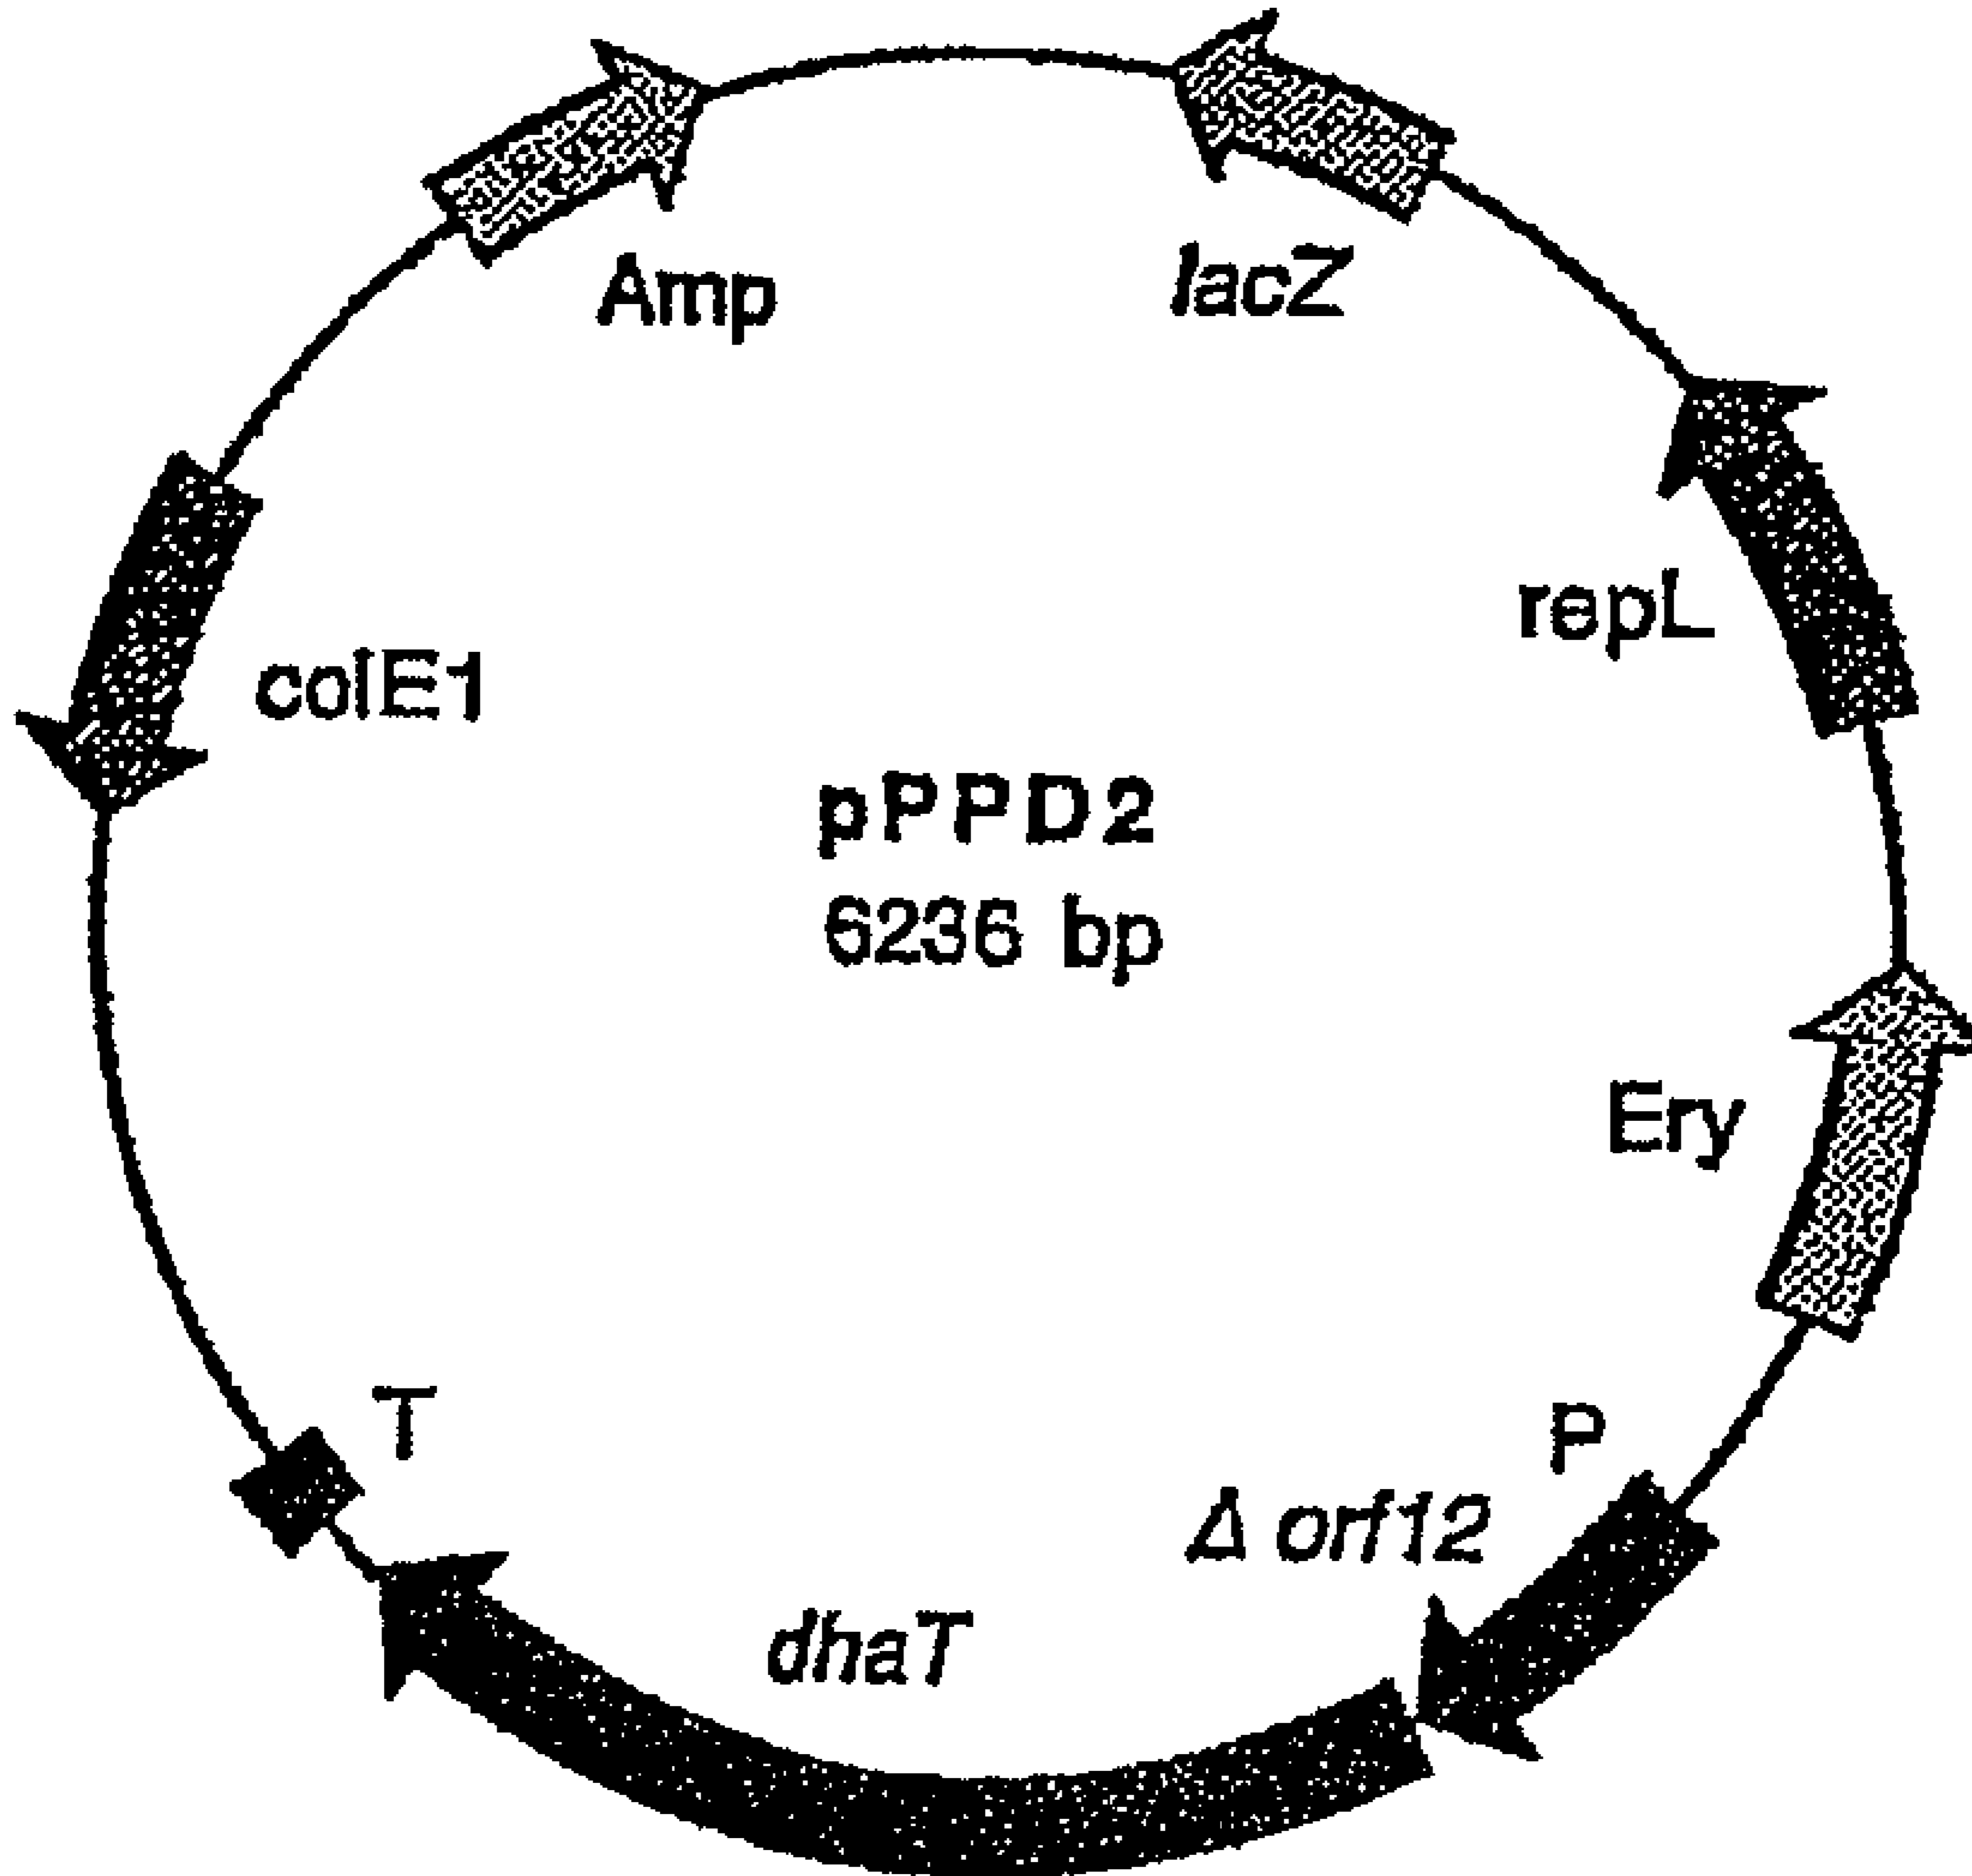 Amp
lacZ
repL
colE1
pPPD2
6236 bp
Ery
T
P
Δ orf12
dhaT